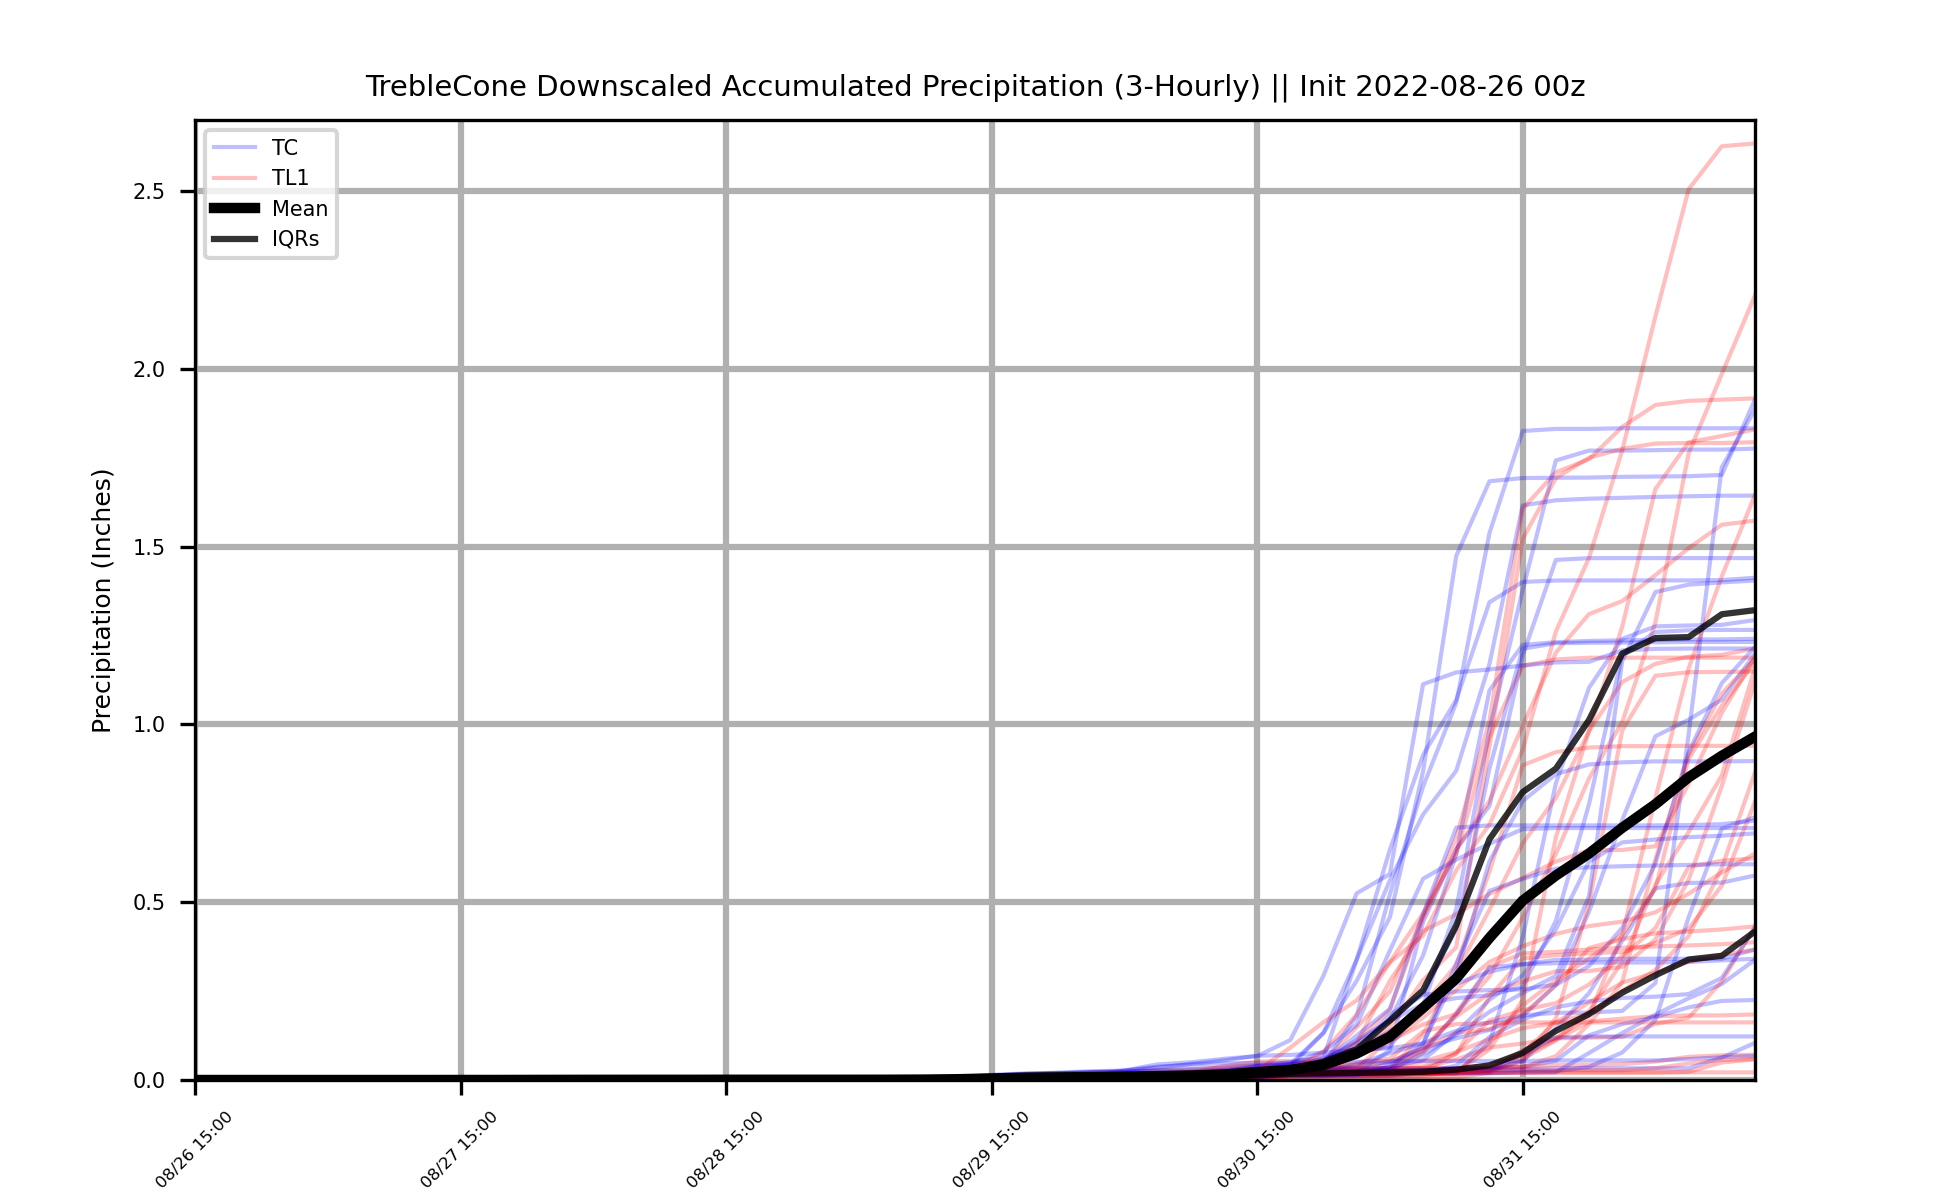 TrebleCone Downscaled Accumulated Precipitation (3-Hourly) || Init 2022-08-26 00z
TC
TL1
Mean
IQRs
Precipitation (Inches)
2.5
2.0
1.5
1.0
0.5
0.0
08/26 15:00
08/27 15:00
08/28 15:00
08/29 15:00
08/30 15:00
08/31 15:00